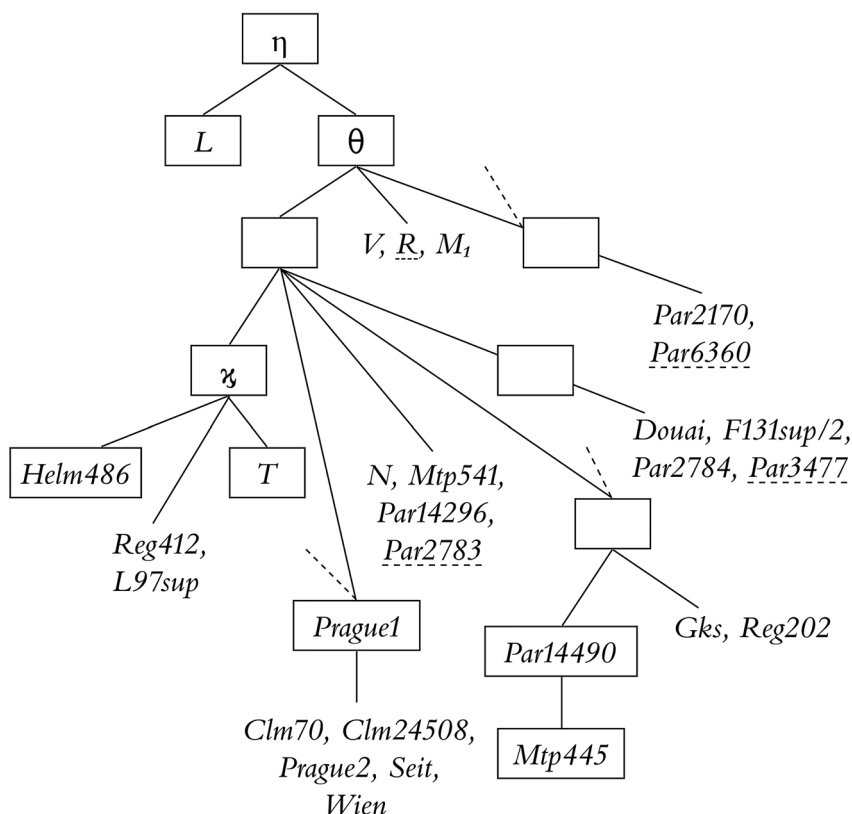 η
L
θ
V, R, M₁
Par2170,
Par6360
ϗ
Helm486
T
Reg412,
L97sup
N, Mtp541,
Par14296,
Par2783
Douai, F131sup/2,
Par2784, Par3477
Prague1
Clm70, Clm24508,
Prague2, Seit,
Wien
Par14490
Gks, Reg202
Mtp445